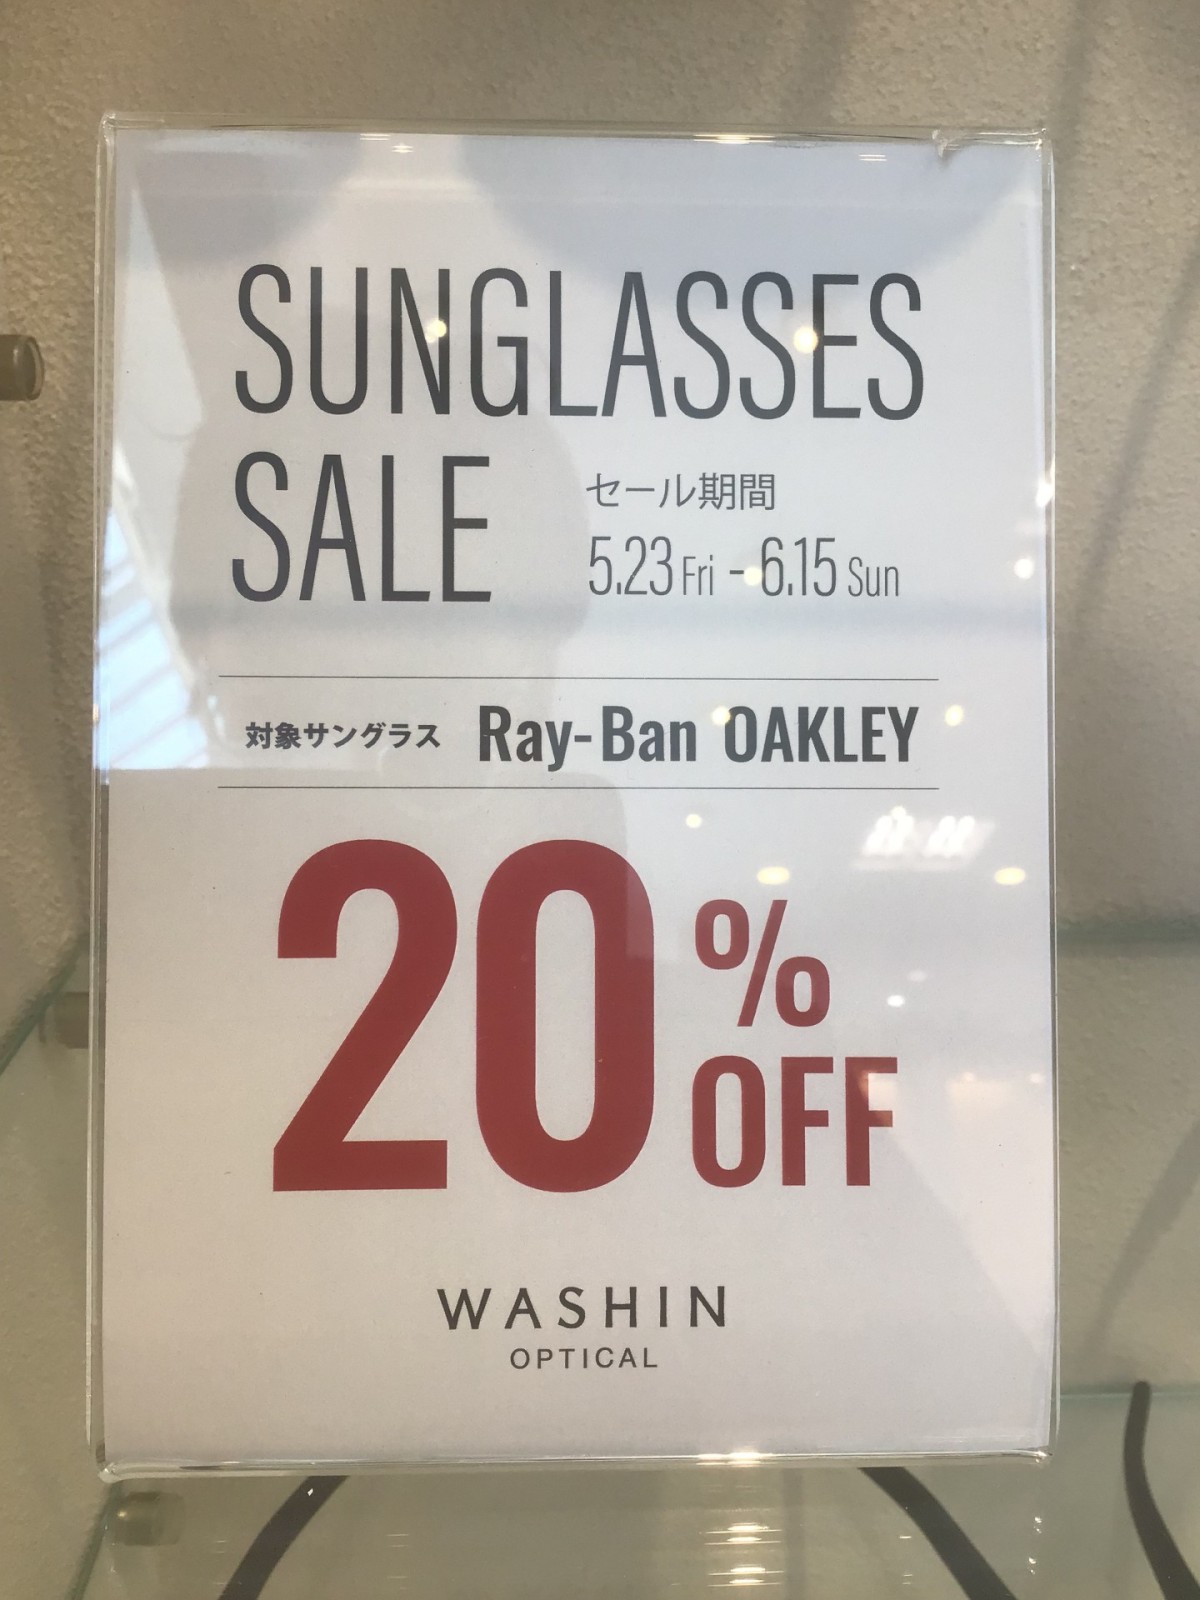 SUNGLASSES
SALE
セール期間
5.23 Fri - 6.15 Sun
対象サングラス Ray-Ban OAKLEY
20% OFF
WASHIN
OPTICAL